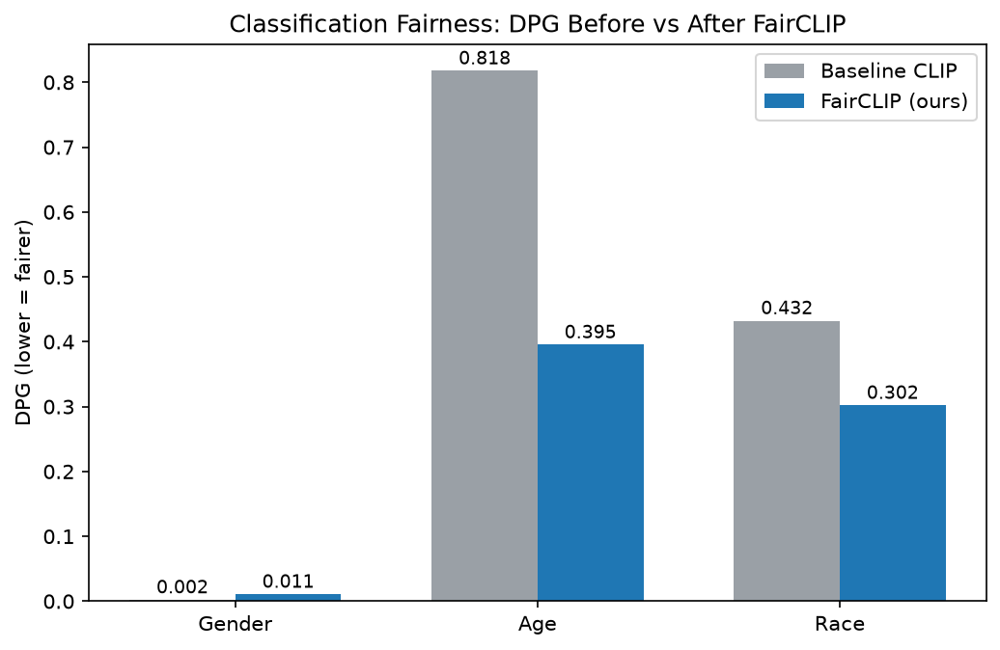 Classification Fairness: DPG Before vs After FairCLIP
Baseline CLIP
FairCLIP (ours)
DPG (lower = fairer)
0.8
0.7
0.6
0.5
0.4
0.3
0.2
0.1
0.0
0.002
0.011
0.818
0.395
0.432
0.302
Gender
Age
Race